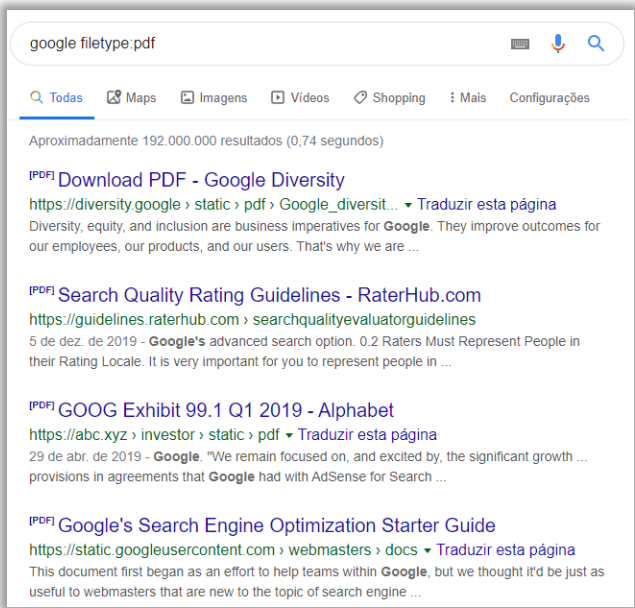 google filetype:pdf
Todas Maps Imagens Vídeos Shopping Mais Configurações
Aproximadamente 192.000.000 resultados (0,74 segundos)
[PDF] Download PDF - Google Diversity
https://diversity.google › static › pdf › Google_diversit... ▾ Traduzir esta página
Diversity, equity, and inclusion are business imperatives for Google. They improve outcomes for
our employees, our products, and our users. That's why we are ...
[PDF] Search Quality Rating Guidelines - RaterHub.com
https://guidelines.raterhub.com › searchqualityevaluatorguidelines
5 de dez. de 2019 - Google's advanced search option. 0.2 Raters Must Represent People in
their Rating Locale. It is very important for you to represent people in ...
[PDF] GOOG Exhibit 99.1 Q1 2019 - Alphabet
https://abc.xyz › investor › static › pdf ▾ Traduzir esta página
29 de abr. de 2019 - Google. "We remain focused on, and excited by, the significant growth ...
provisions in agreements that Google had with AdSense for Search ...
[PDF] Google's Search Engine Optimization Starter Guide
https://static.googleusercontent.com › webmasters › docs ▾ Traduzir esta página
This document first began as an effort to help teams within Google, but we thought it'd be just as
useful to webmasters that are new to the topic of search engine ...